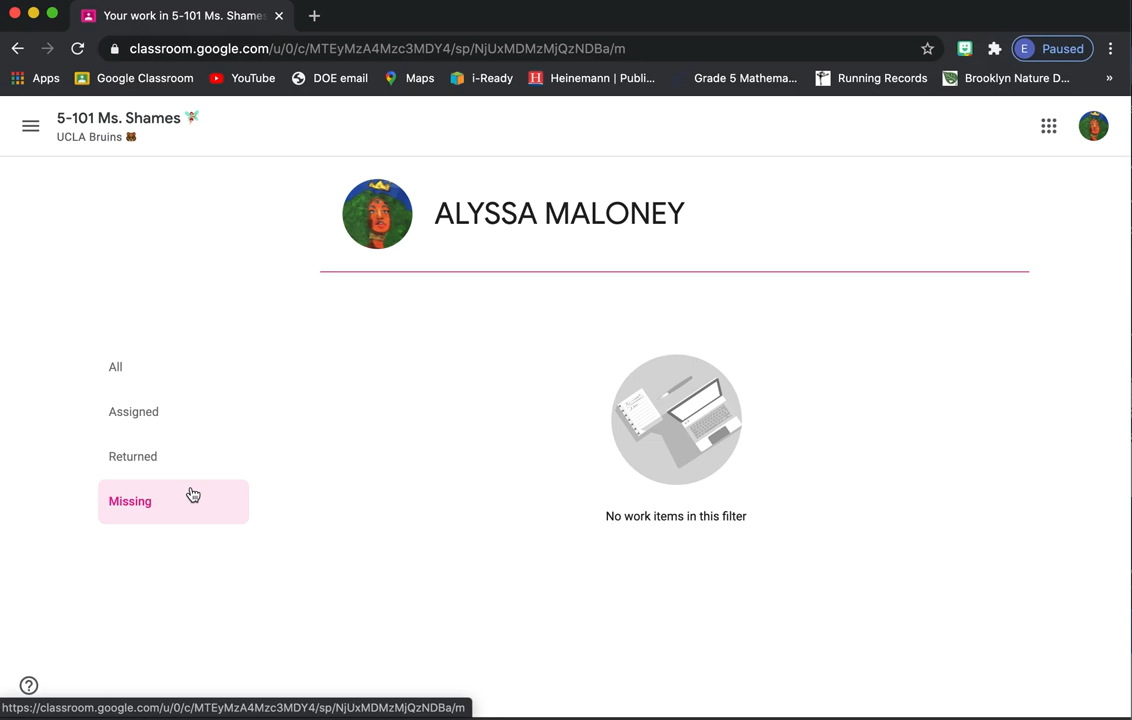 Your work in 5-101 Ms. Shames
classroom.google.com/u/0/c/MTEyMzA4Mzc3MDY4/sp/NjUxMDMzMjQzNDBa/m
E Paused
Apps Google Classroom YouTube DOE email Maps i-Ready Heinemann | Publi... Grade 5 Mathema... Running Records Brooklyn Nature D... »
5-101 Ms. Shames 🧚
UCLA Bruins 🐻
ALYSSA MALONEY
All
Assigned
Returned
Missing
No work items in this filter
https://classroom.google.com/u/0/c/MTEyMzA4Mzc3MDY4/sp/NjUxMDMzMjQzNDBa/m